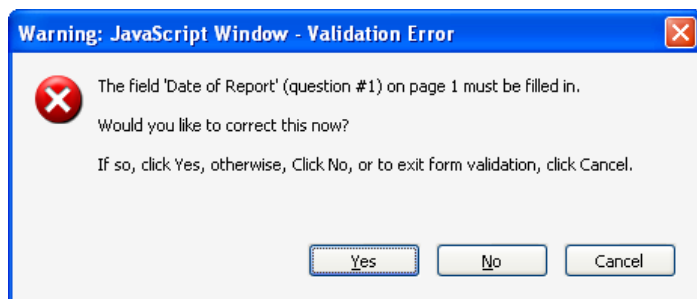 Warning: JavaScript Window - Validation Error
The field 'Date of Report' (question #1) on page 1 must be filled in.
Would you like to correct this now?
If so, click Yes, otherwise, Click No, or to exit form validation, click Cancel.
Yes No Cancel